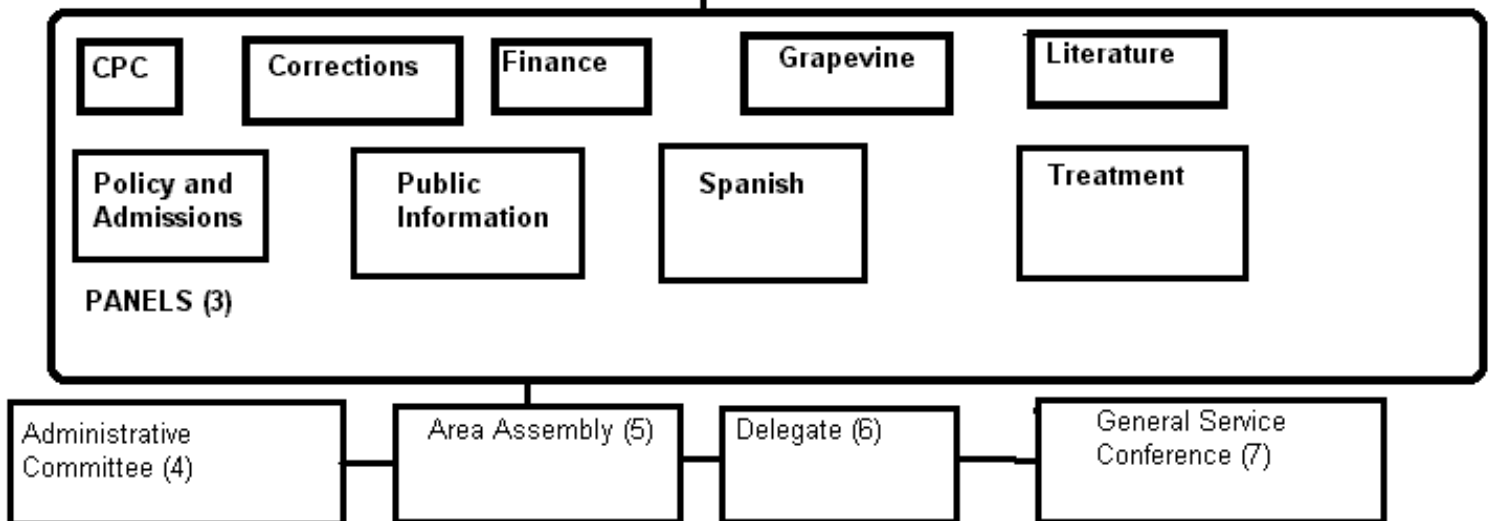 CPC
Corrections
Finance
Grapevine
Literature
Policy and
Admissions
Public
Information
Spanish
Treatment
PANELS (3)
Administrative
Committee (4)
Area Assembly (5)
Delegate (6)
General Service
Conference (7)